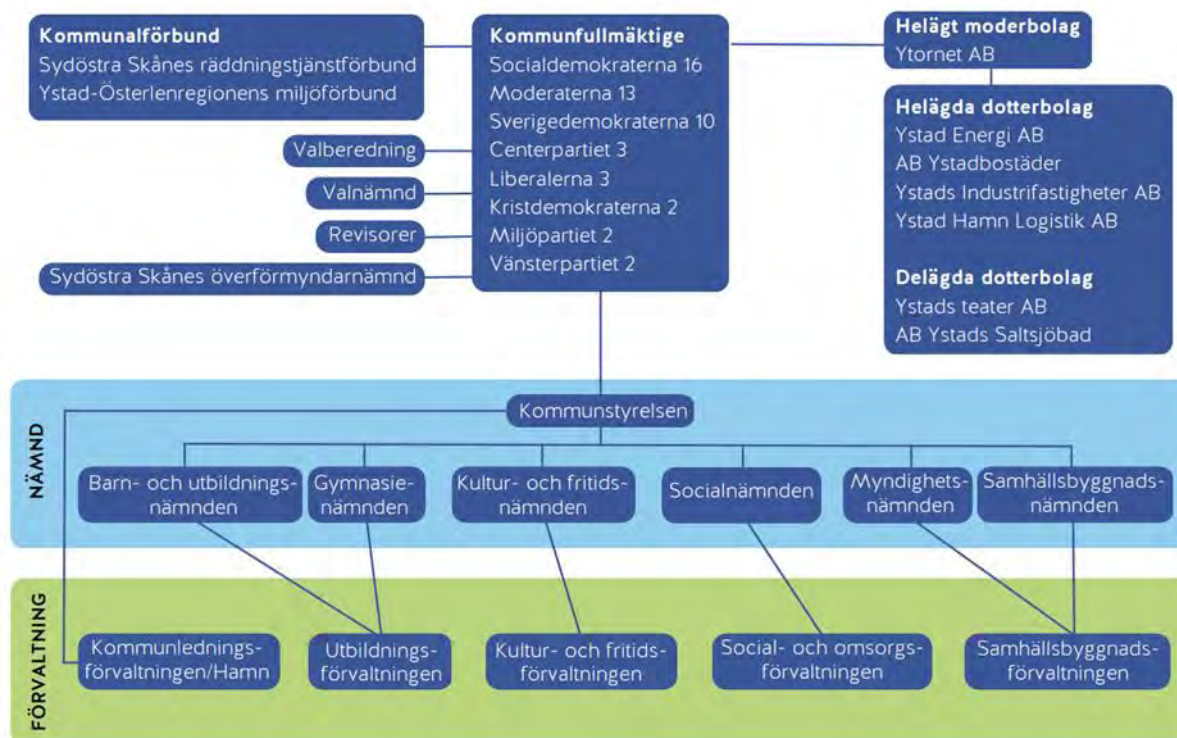 Kommunalförbund
Sydöstra Skånes räddningstjänstförbund
Ystad-Österlenregionens miljöförbund
Valberedning
Valnämnd
Revisorer
Sydöstra Skånes överförmyndarnämnd
Kommunfullmäktige
Socialdemokraterna 16
Moderaterna 13
Sverigedemokraterna 10
Centerpartiet 3
Liberalerna 3
Kristdemokraterna 2
Miljöpartiet 2
Vänsterpartiet 2
Helägt moderbolag
Ytornet AB
Helägda dotterbolag
Ystad Energi AB
AB Ystadbostäder
Ystads Industrifastigheter AB
Ystad Hamn Logistik AB
Delägda dotterbolag
Ystads teater AB
AB Ystads Saltsjöbad
NÄMND
Kommunstyrelsen
Barn- och utbildnings-
nämnden
Gymnasie-
nämnden
Kultur- och fritids-
nämnden
Socialnämnden
Myndighets-
nämnden
Samhällsbyggnads-
nämnden
FÖRVALTNING
Kommunlednings-
förvaltningen/Hamn
Utbildnings-
förvaltningen
Kultur- och fritids-
förvaltningen
Social- och omsorgs-
förvaltningen
Samhällsbyggnads-
förvaltningen